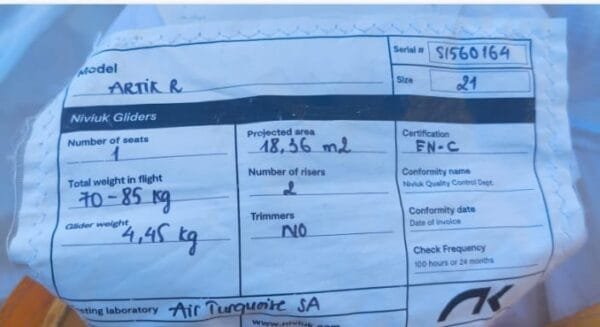 Model
ARTIK R
Serial # S1560164
Size 21
Niviuk Gliders
Number of seats
1
Projected area
18,36 m2
Certification
EN-C
Total weight in flight
70-85 kg
Number of risers
2
Conformity name
Niviuk Quality Control Dept.
Glider weight
4,45 kg
Trimmers
NO
Conformity date
Date of invoice
Check Frequency
100 hours or 24 months
sting laboratory Air Turquoise SA